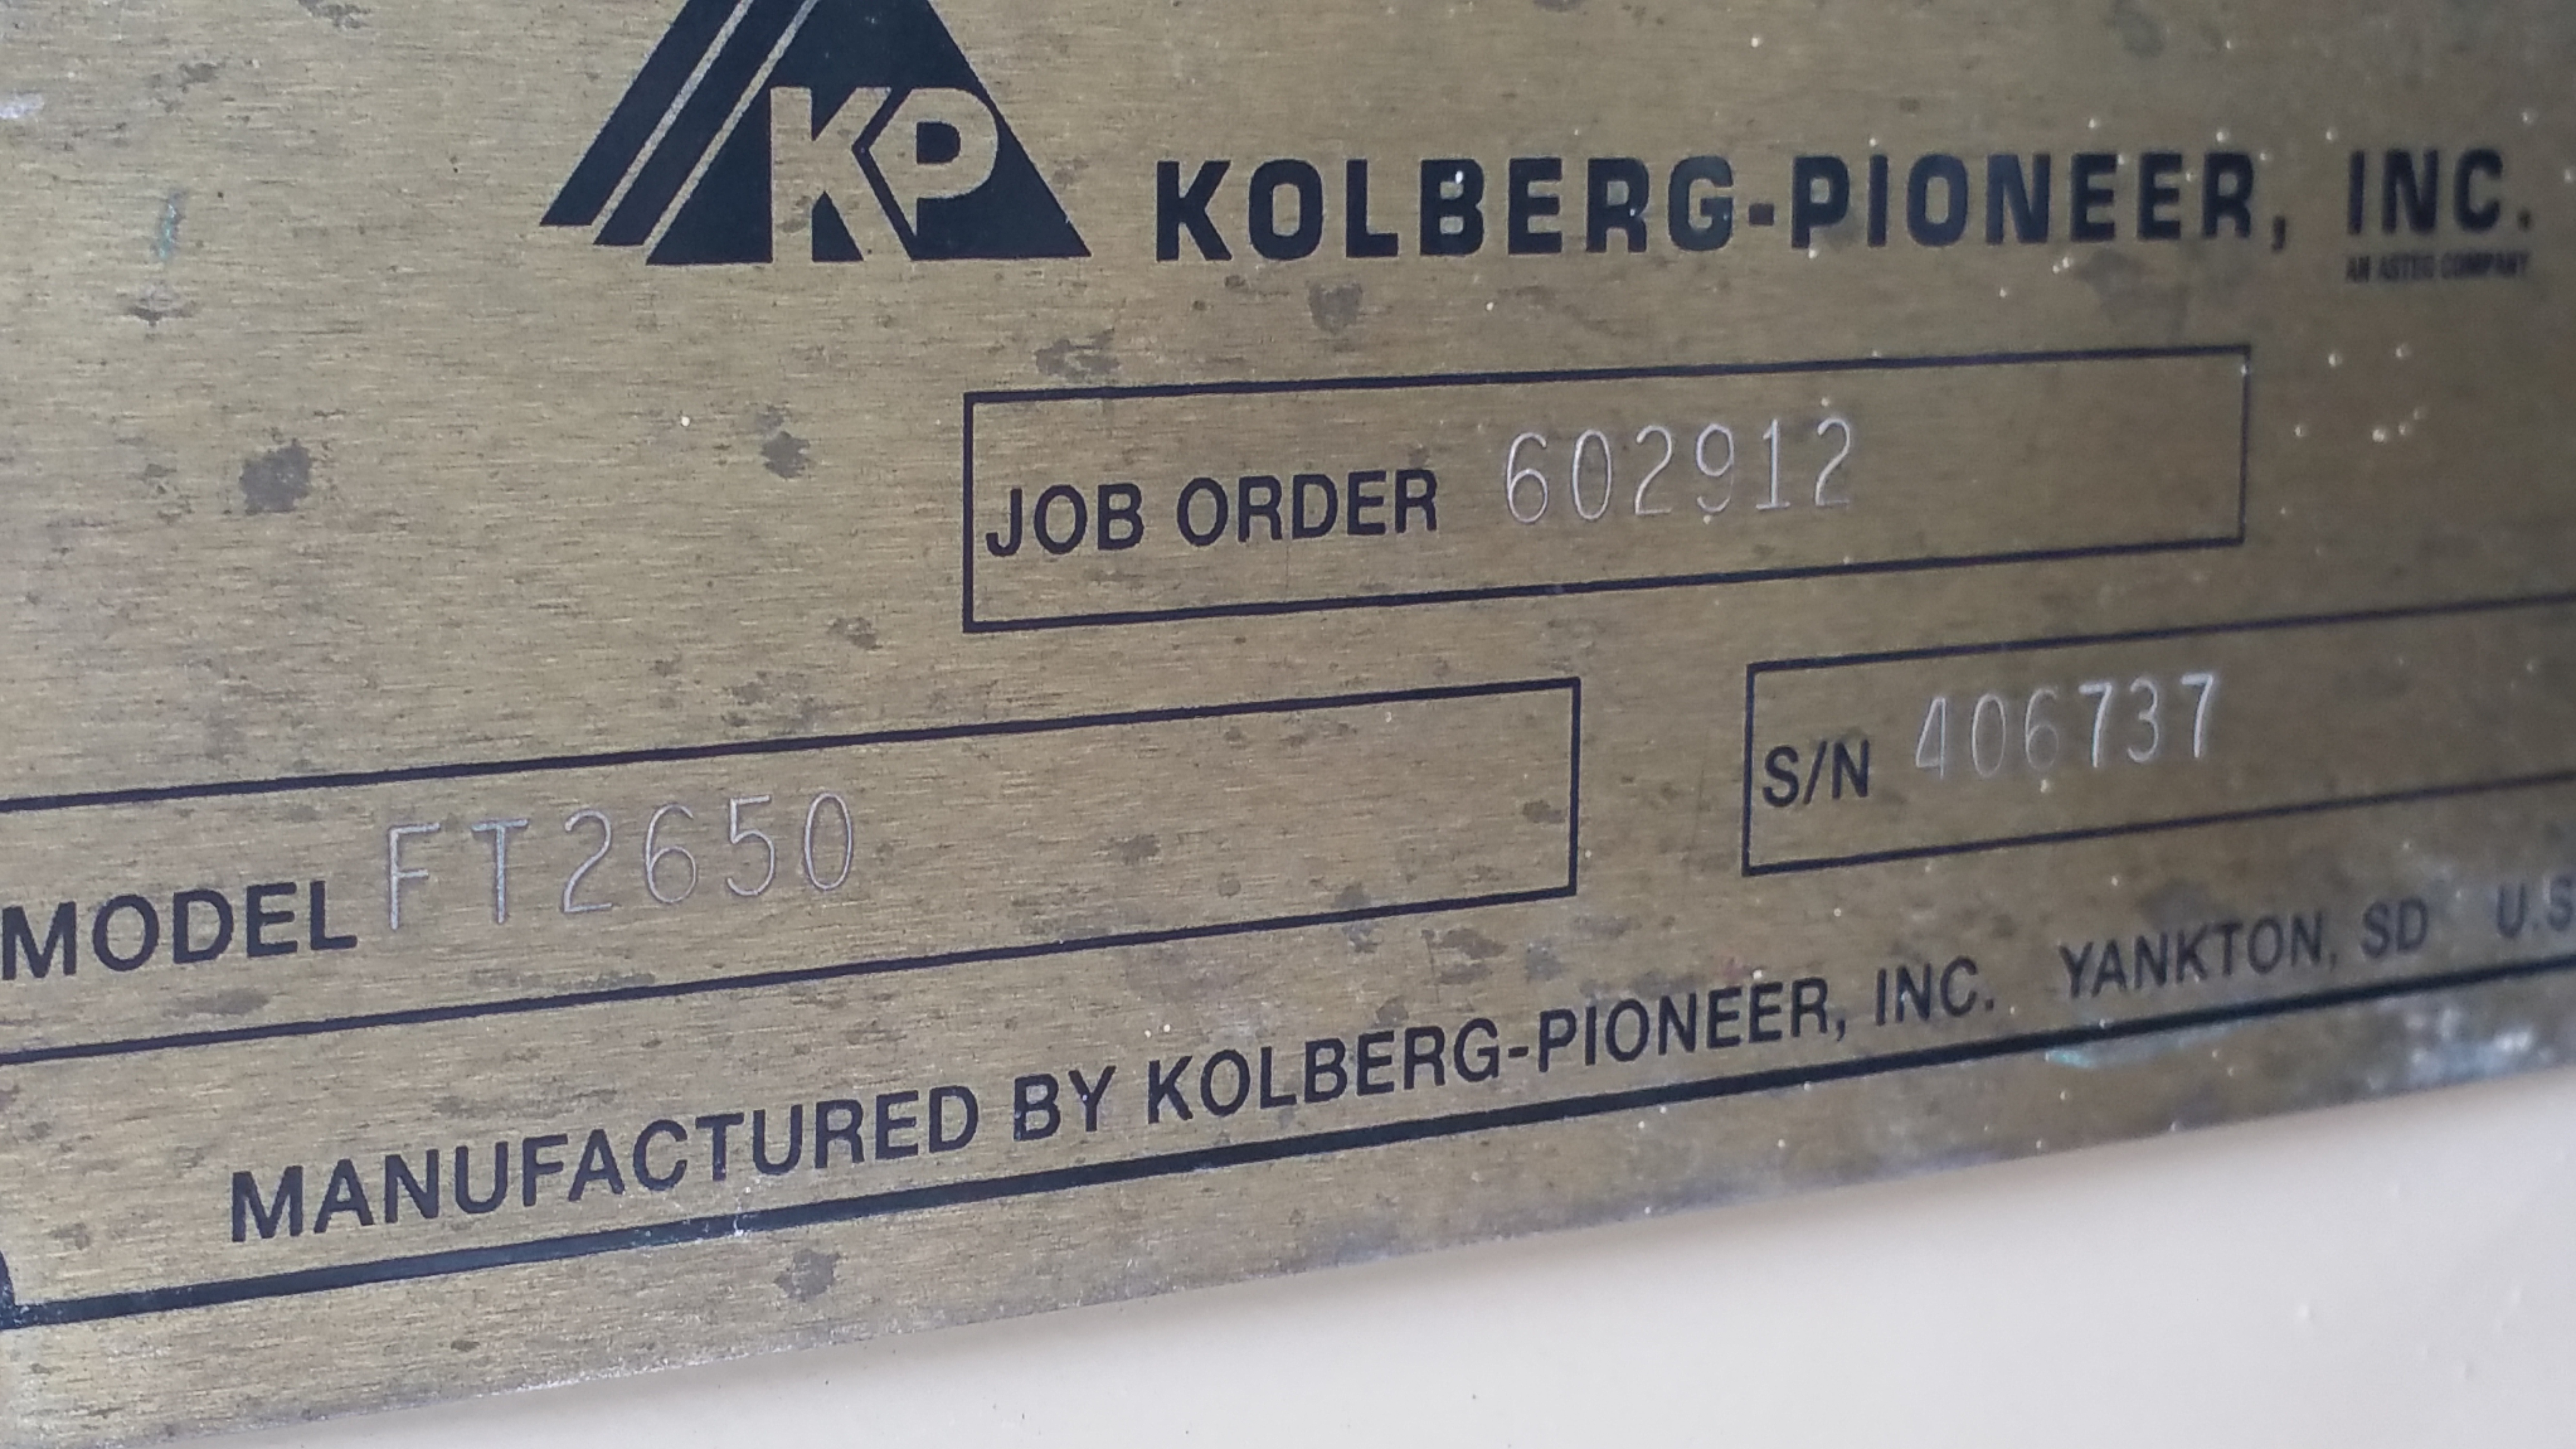 KP
KOLBERG-PIONEER, INC.
AN ASTEC COMPANY
JOB ORDER 602912
MODEL FT2650
S/N 406737
MANUFACTURED BY KOLBERG-PIONEER, INC. YANKTON, SD U.S